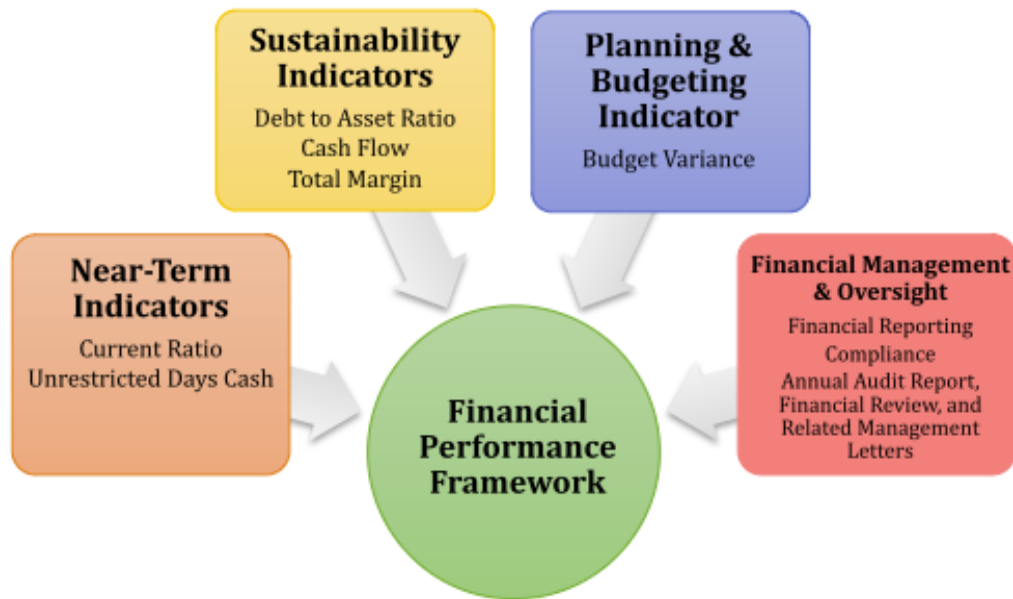 Sustainability
Indicators
Debt to Asset Ratio
Cash Flow
Total Margin
Planning &
Budgeting
Indicator
Budget Variance
Near-Term
Indicators
Current Ratio
Unrestricted Days Cash
Financial Management
& Oversight
Financial Reporting
Compliance
Annual Audit Report,
Financial Review, and
Related Management
Letters
Financial
Performance
Framework